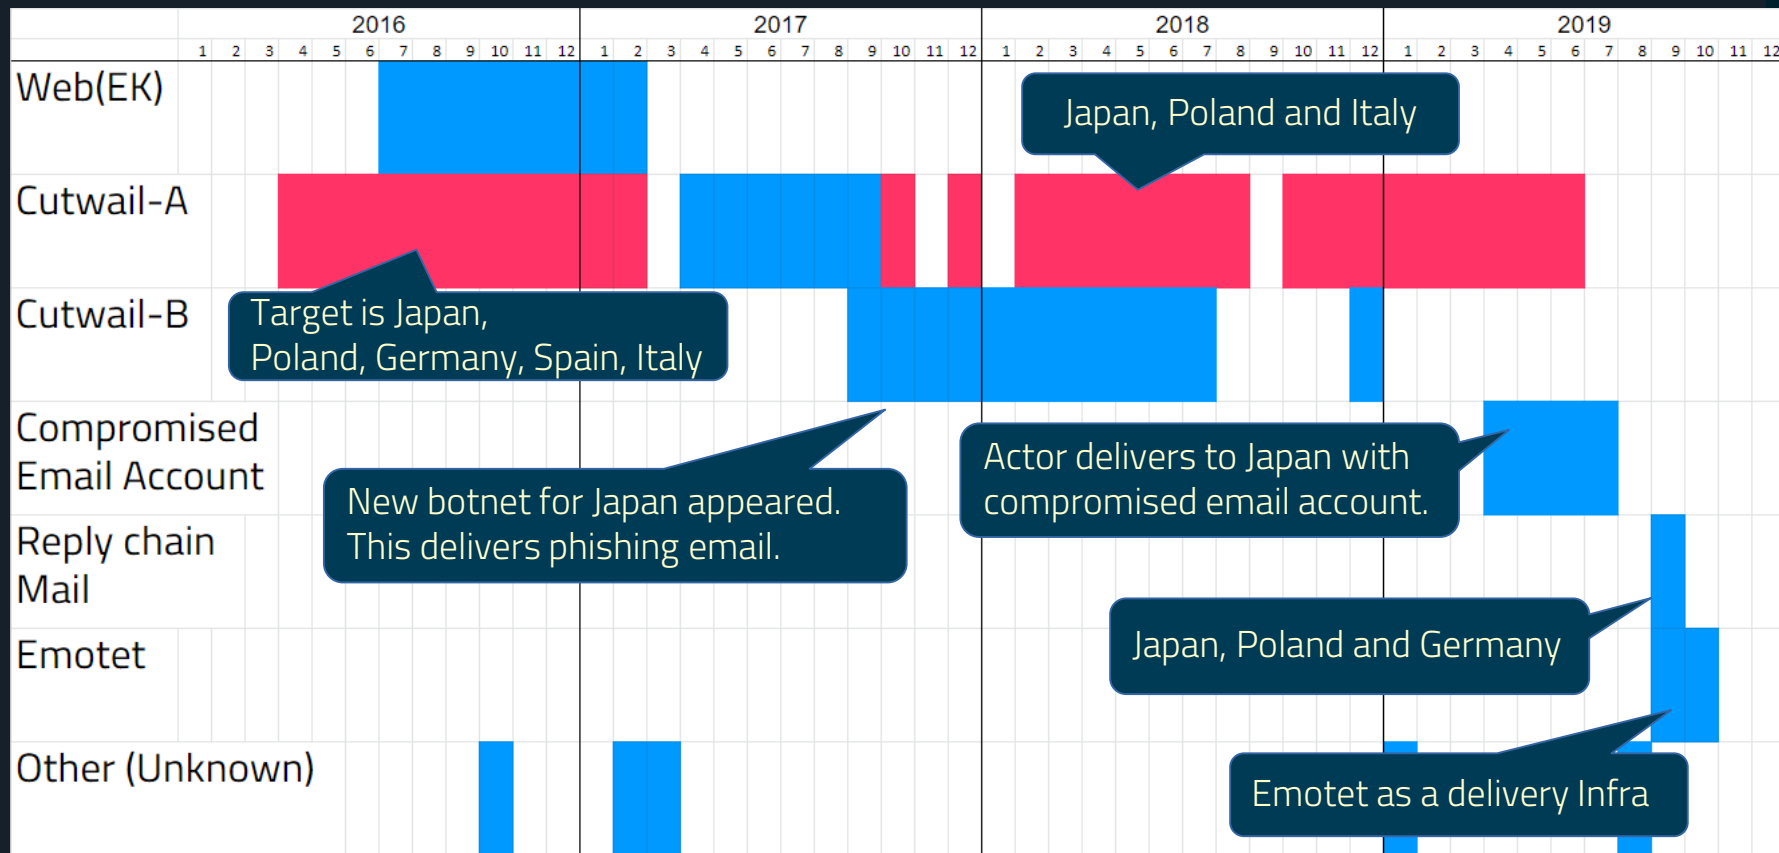 2016 2017 2018 2019
1 2 3 4 5 6 7 8 9 10 11 12 1 2 3 4 5 6 7 8 9 10 11 12 1 2 3 4 5 6 7 8 9 10 11 12 1 2 3 4 5 6 7 8 9 10 11 12
Web(EK)
Japan, Poland and Italy
Cutwail-A
Cutwail-B
Target is Japan,
Poland, Germany, Spain, Italy
Compromised
Email Account
Actor delivers to Japan with
compromised email account.
New botnet for Japan appeared.
This delivers phishing email.
Reply chain
Mail
Japan, Poland and Germany
Emotet
Other (Unknown)
Emotet as a delivery Infra